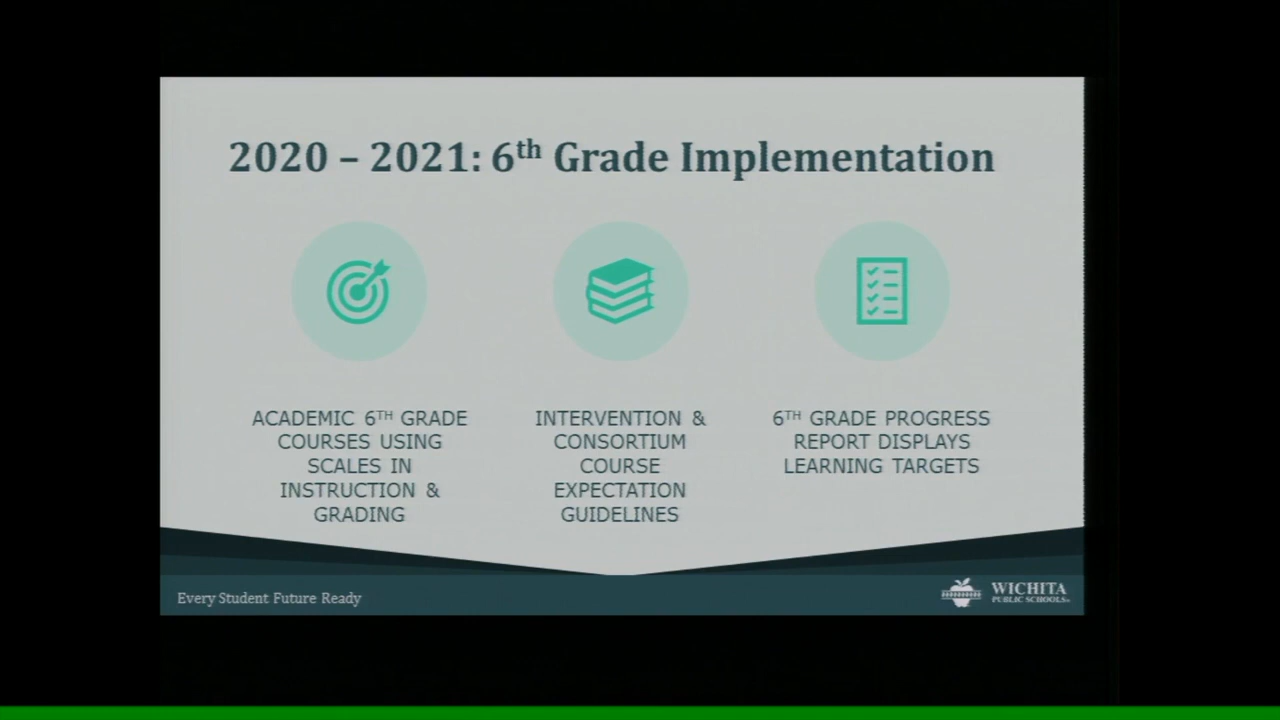 2020 – 2021: 6th Grade Implementation
ACADEMIC 6TH GRADE
COURSES USING
SCALES IN
INSTRUCTION &
GRADING
INTERVENTION &
CONSORTIUM
COURSE
EXPECTATION
GUIDELINES
6TH GRADE PROGRESS
REPORT DISPLAYS
LEARNING TARGETS
Every Student Future Ready
WICHITA
PUBLIC SCHOOLS